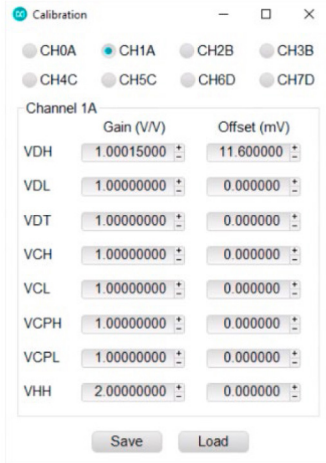 Calibration
CH0A CH1A CH2B CH3B
CH4C CH5C CH6D CH7D
Channel 1A
Gain (V/V) Offset (mV)
VDH 1.00015000 11.600000
VDL 1.00000000 0.000000
VDT 1.00000000 0.000000
VCH 1.00000000 0.000000
VCL 1.00000000 0.000000
VCPH 1.00000000 0.000000
VCPL 1.00000000 0.000000
VHH 2.00000000 0.000000
Save Load